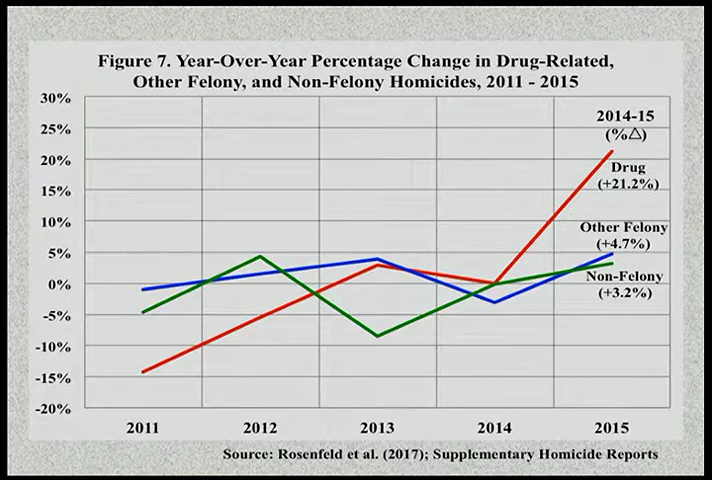 Figure 7. Year-Over-Year Percentage Change in Drug-Related,
Other Felony, and Non-Felony Homicides, 2011 - 2015
30%
25%
20%
15%
10%
5%
0%
-5%
-10%
-15%
-20%
2014-15
(%△)
Drug
(+21.2%)
Other Felony
(+4.7%)
Non-Felony
(+3.2%)
2011 2012 2013 2014 2015
Source: Rosenfeld et al. (2017); Supplementary Homicide Reports